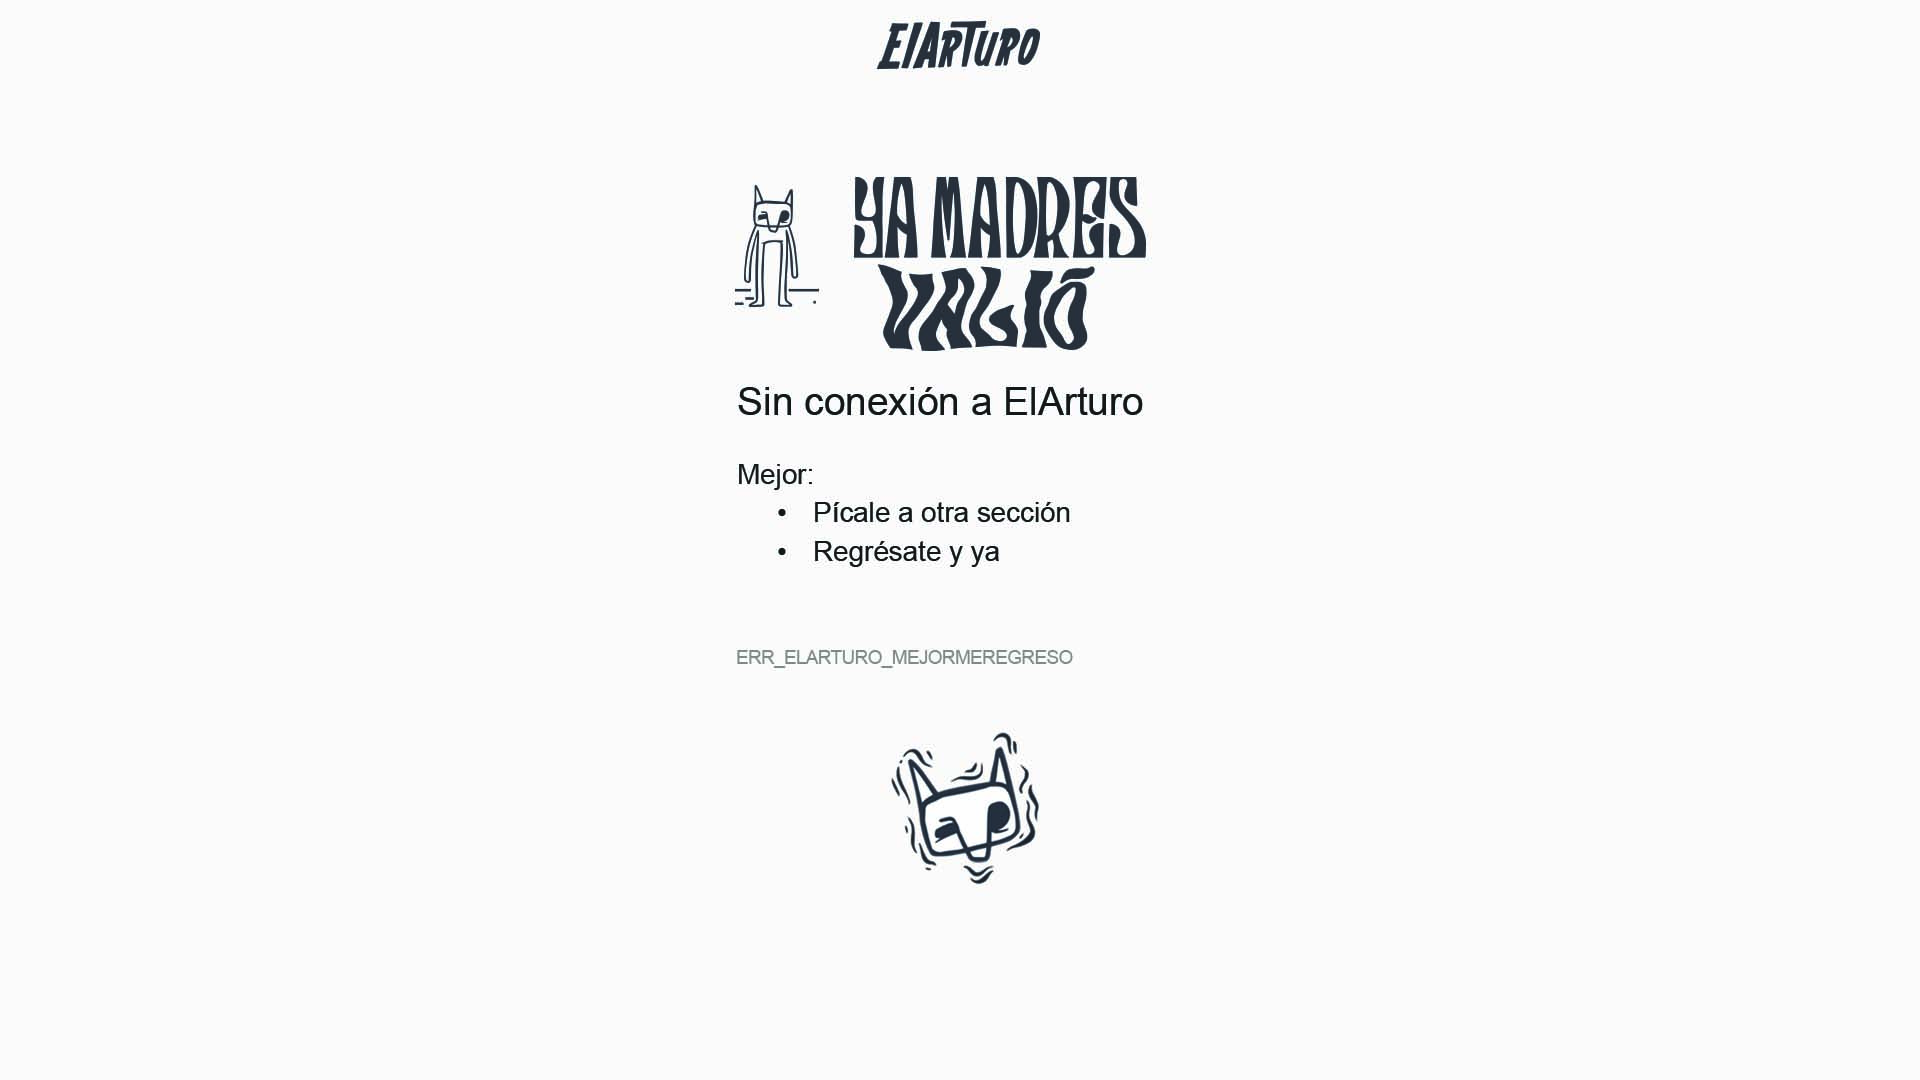 ElArTuro
YA MADRES
VALIÓ
Sin conexión a ElArturo
Mejor:
• Pícale a otra sección
• Regrésate y ya
ERR_ELARTURO_MEJORMEREGRESO